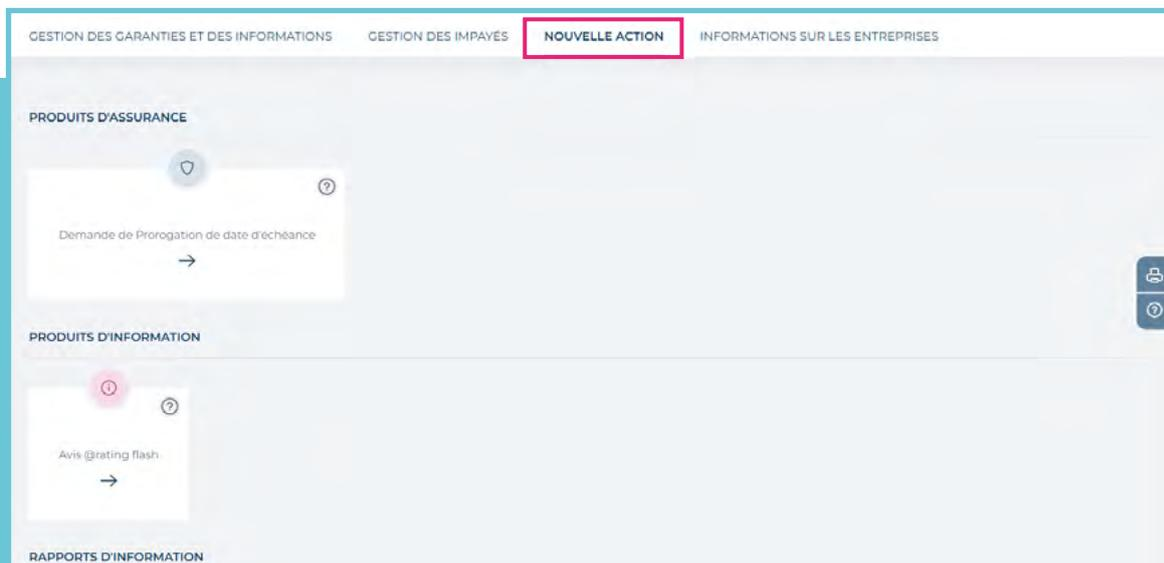 GESTION DES GARANTIES ET DES INFORMATIONS GESTION DES IMPAYÉS NOUVELLE ACTION INFORMATIONS SUR LES ENTREPRISES
PRODUITS D'ASSURANCE
Demande de Prorogation de date d'échéance
PRODUITS D'INFORMATION
Avis @rating flash
RAPPORTS D'INFORMATION